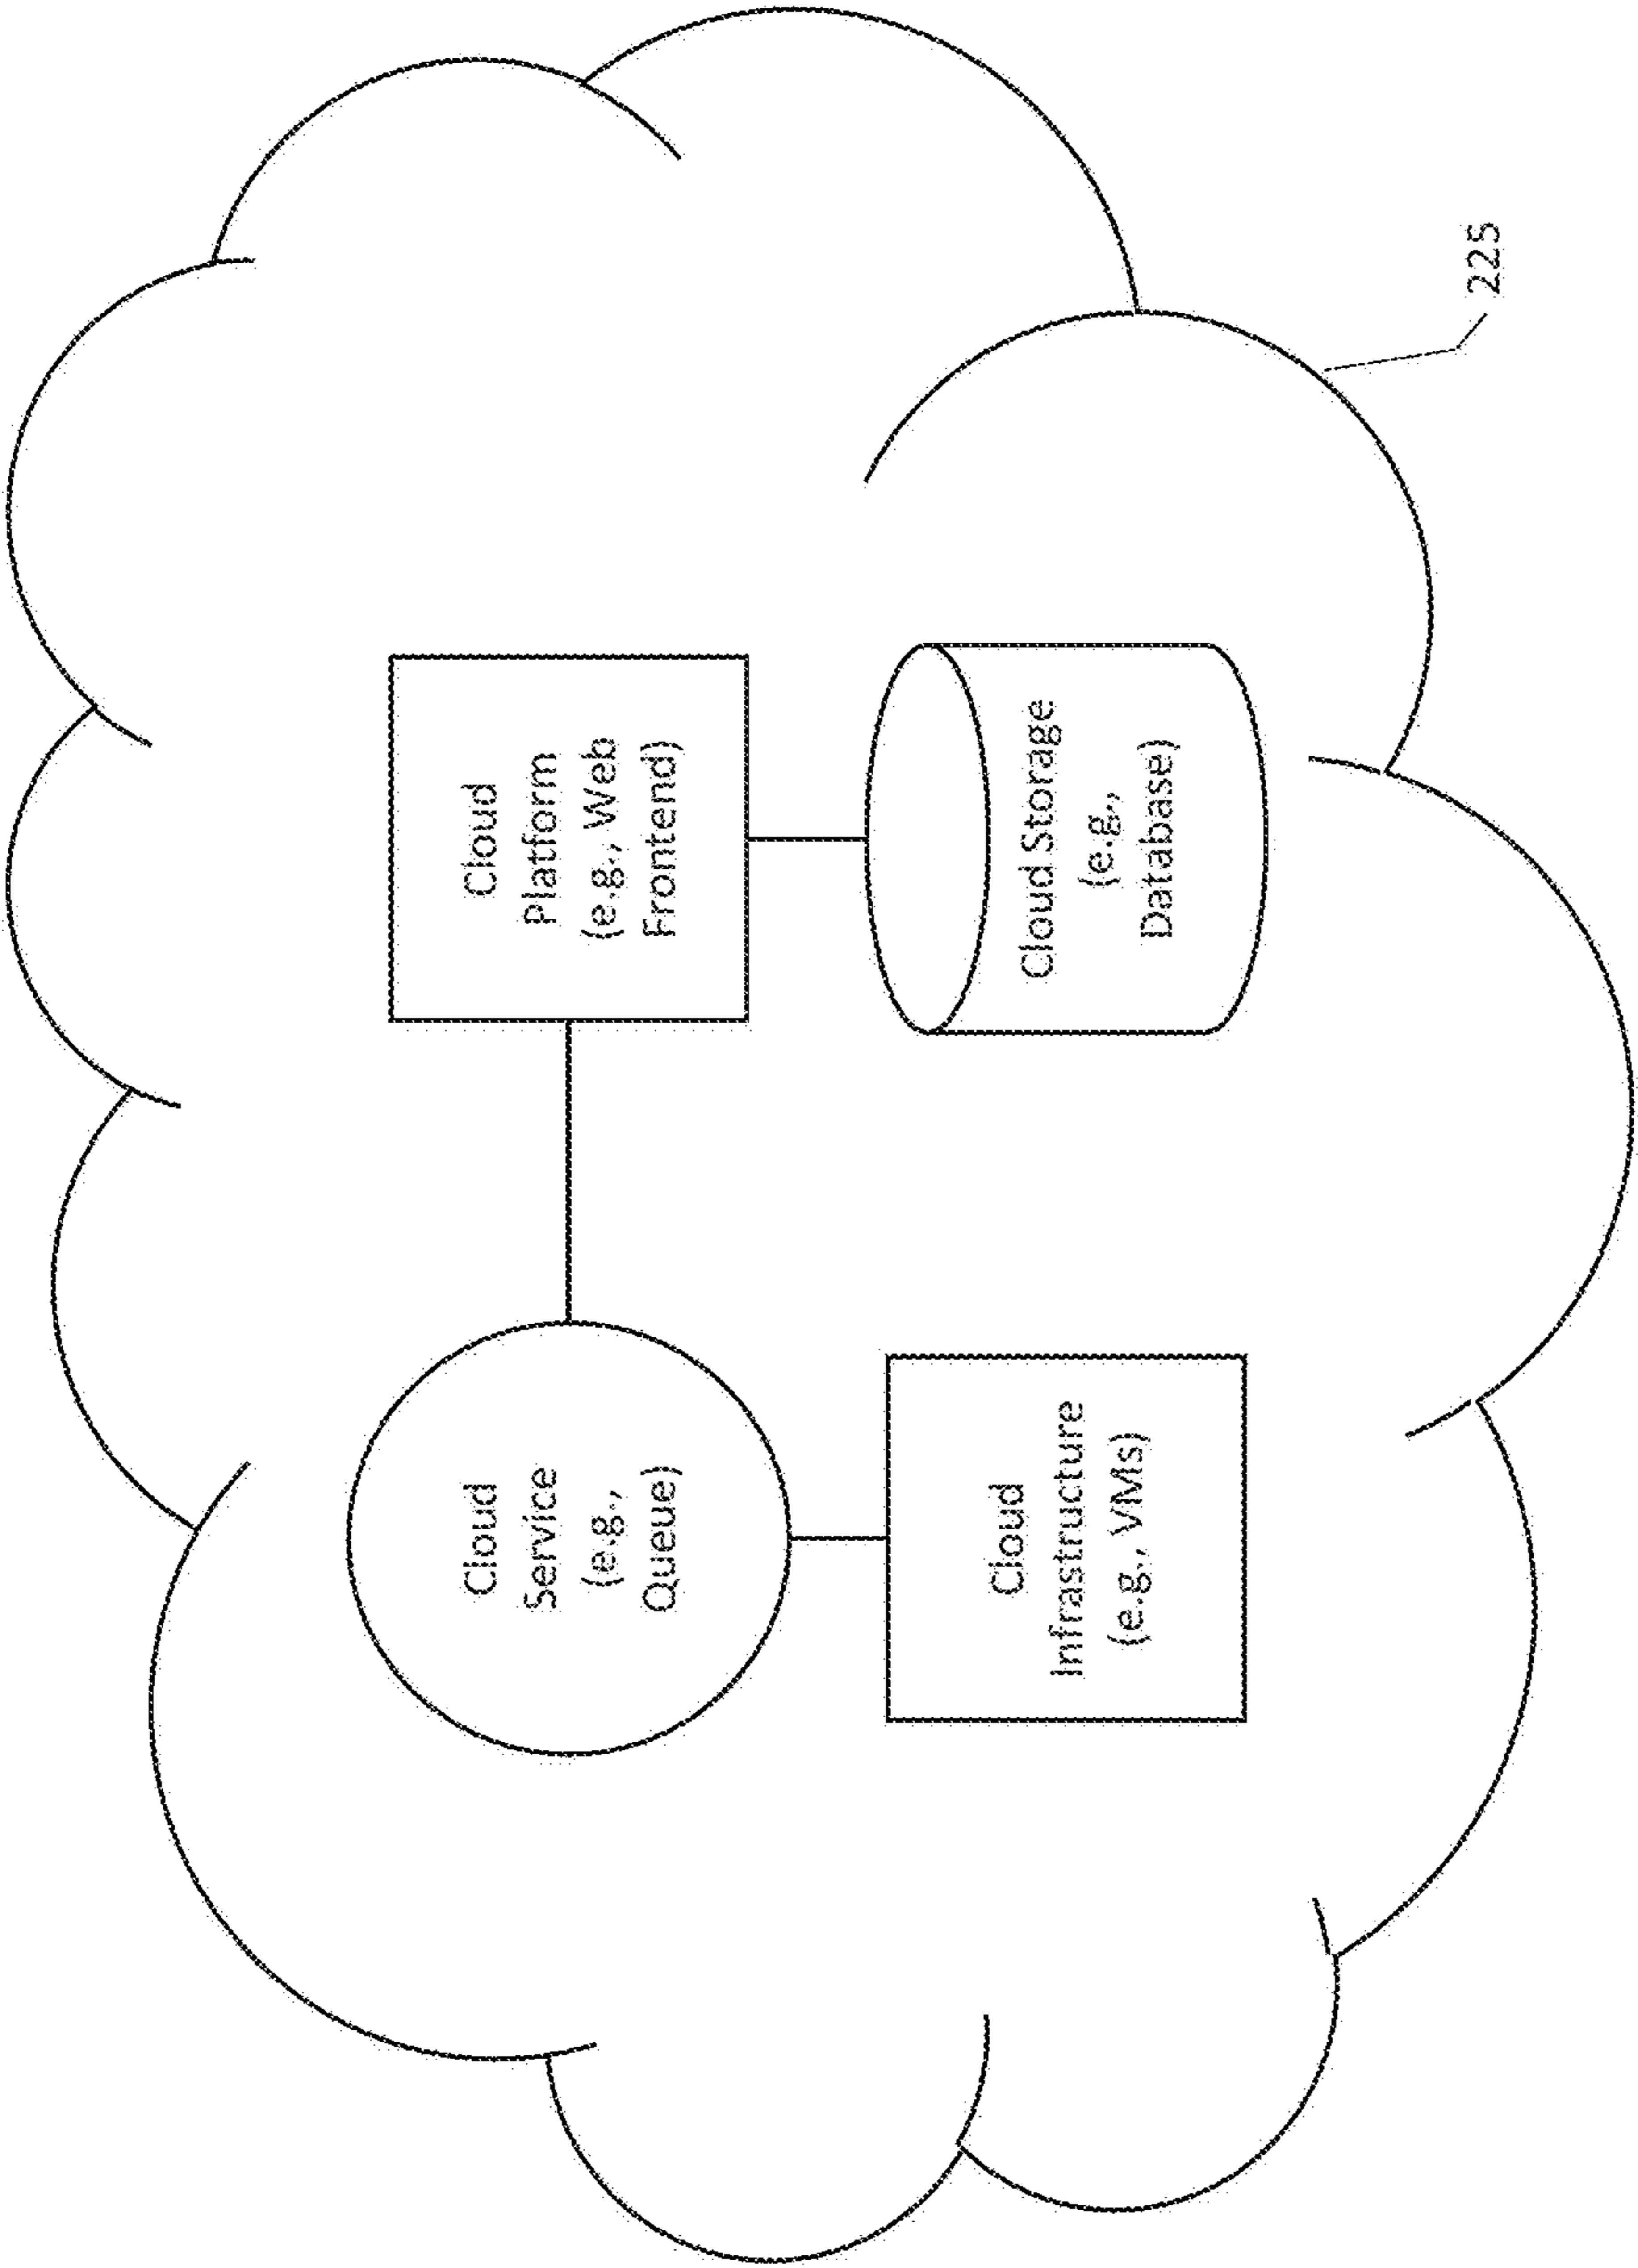 Cloud
Service
(e.g.,
Queue)
Cloud
Platform
(e.g., Web
Frontend)
Cloud
Infrastructure
(e.g., VMs)
Cloud Storage
(e.g.,
Database)
225